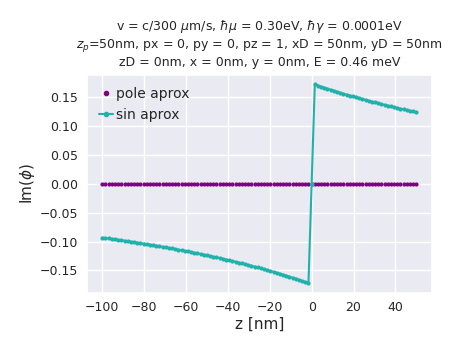 v = c/300 μm/s, ħμ = 0.30eV, ħγ = 0.0001eV
z_p=50nm, px = 0, py = 0, pz = 1, xD = 50nm, yD = 50nm
zD = 0nm, x = 0nm, y = 0nm, E = 0.46 meV
pole aprox
sin aprox
Im(ϕ)
0.15
0.10
0.05
0.00
−0.05
−0.10
−0.15
−100 −80 −60 −40 −20 0 20 40
z [nm]